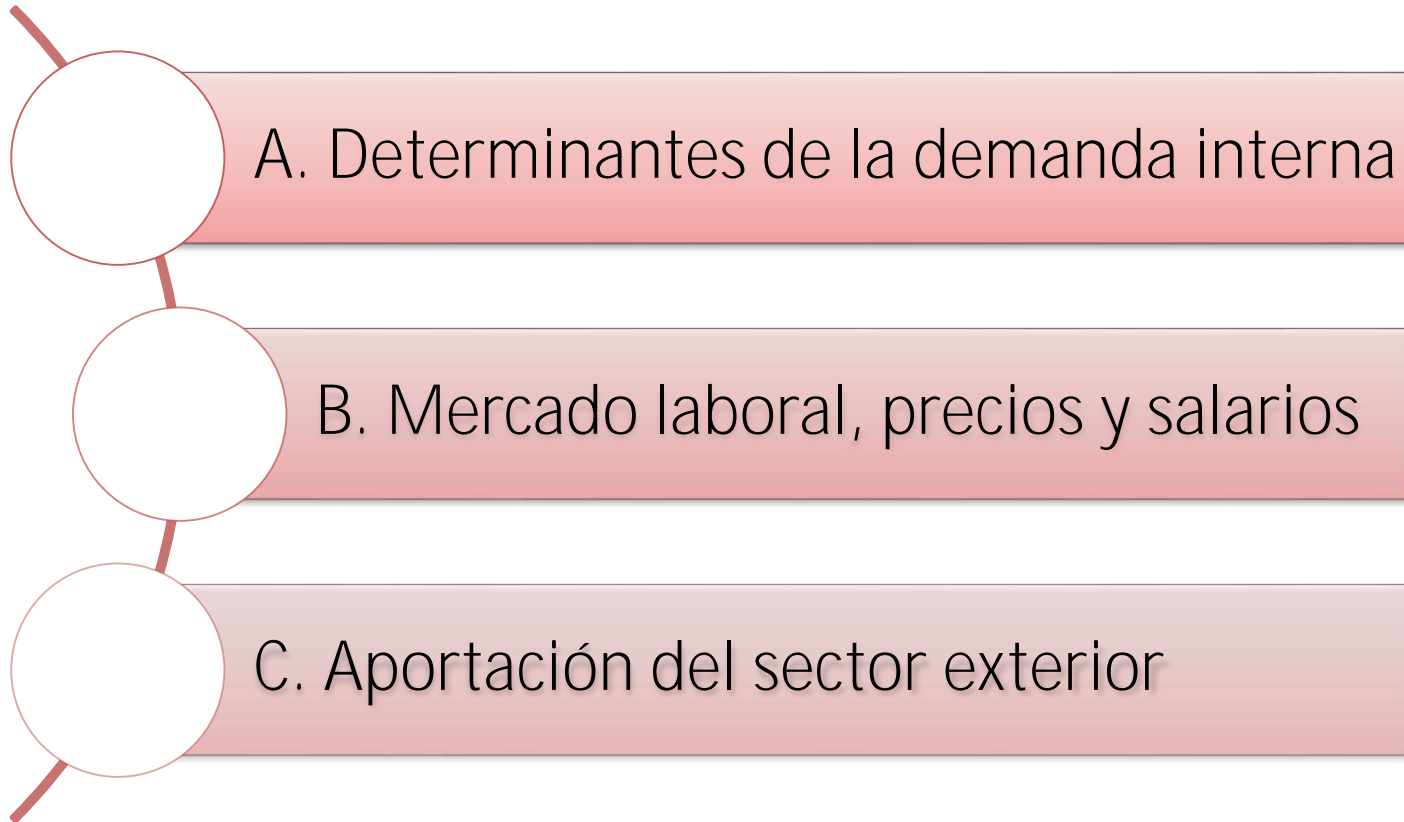 A. Determinantes de la demanda interna
B. Mercado laboral, precios y salarios
C. Aportación del sector exterior